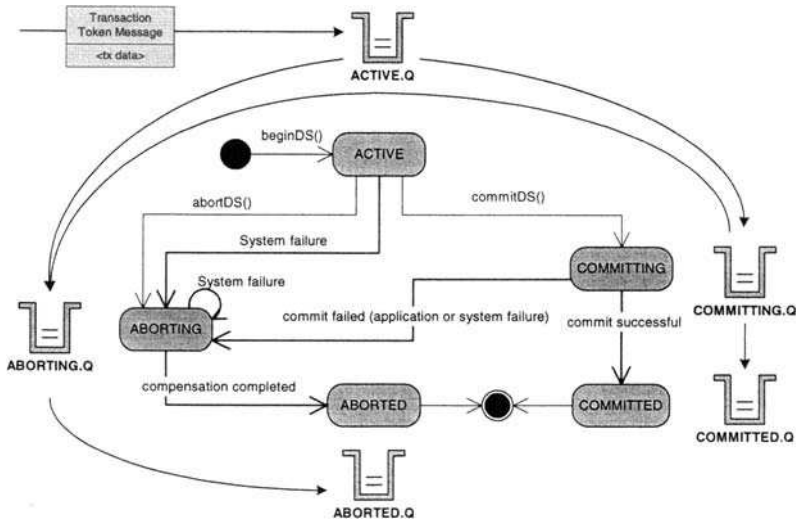 Transaction
Token Message
<tx data>
ACTIVE.Q
beginDS()
ACTIVE
abortDS()
commitDS()
System failure
System failure
COMMITTING
COMMITTING.Q
ABORTING
commit failed (application or system failure)
commit successful
ABORTING.Q
compensation completed
ABORTED
COMMITTED
COMMITTED.Q
ABORTED.Q